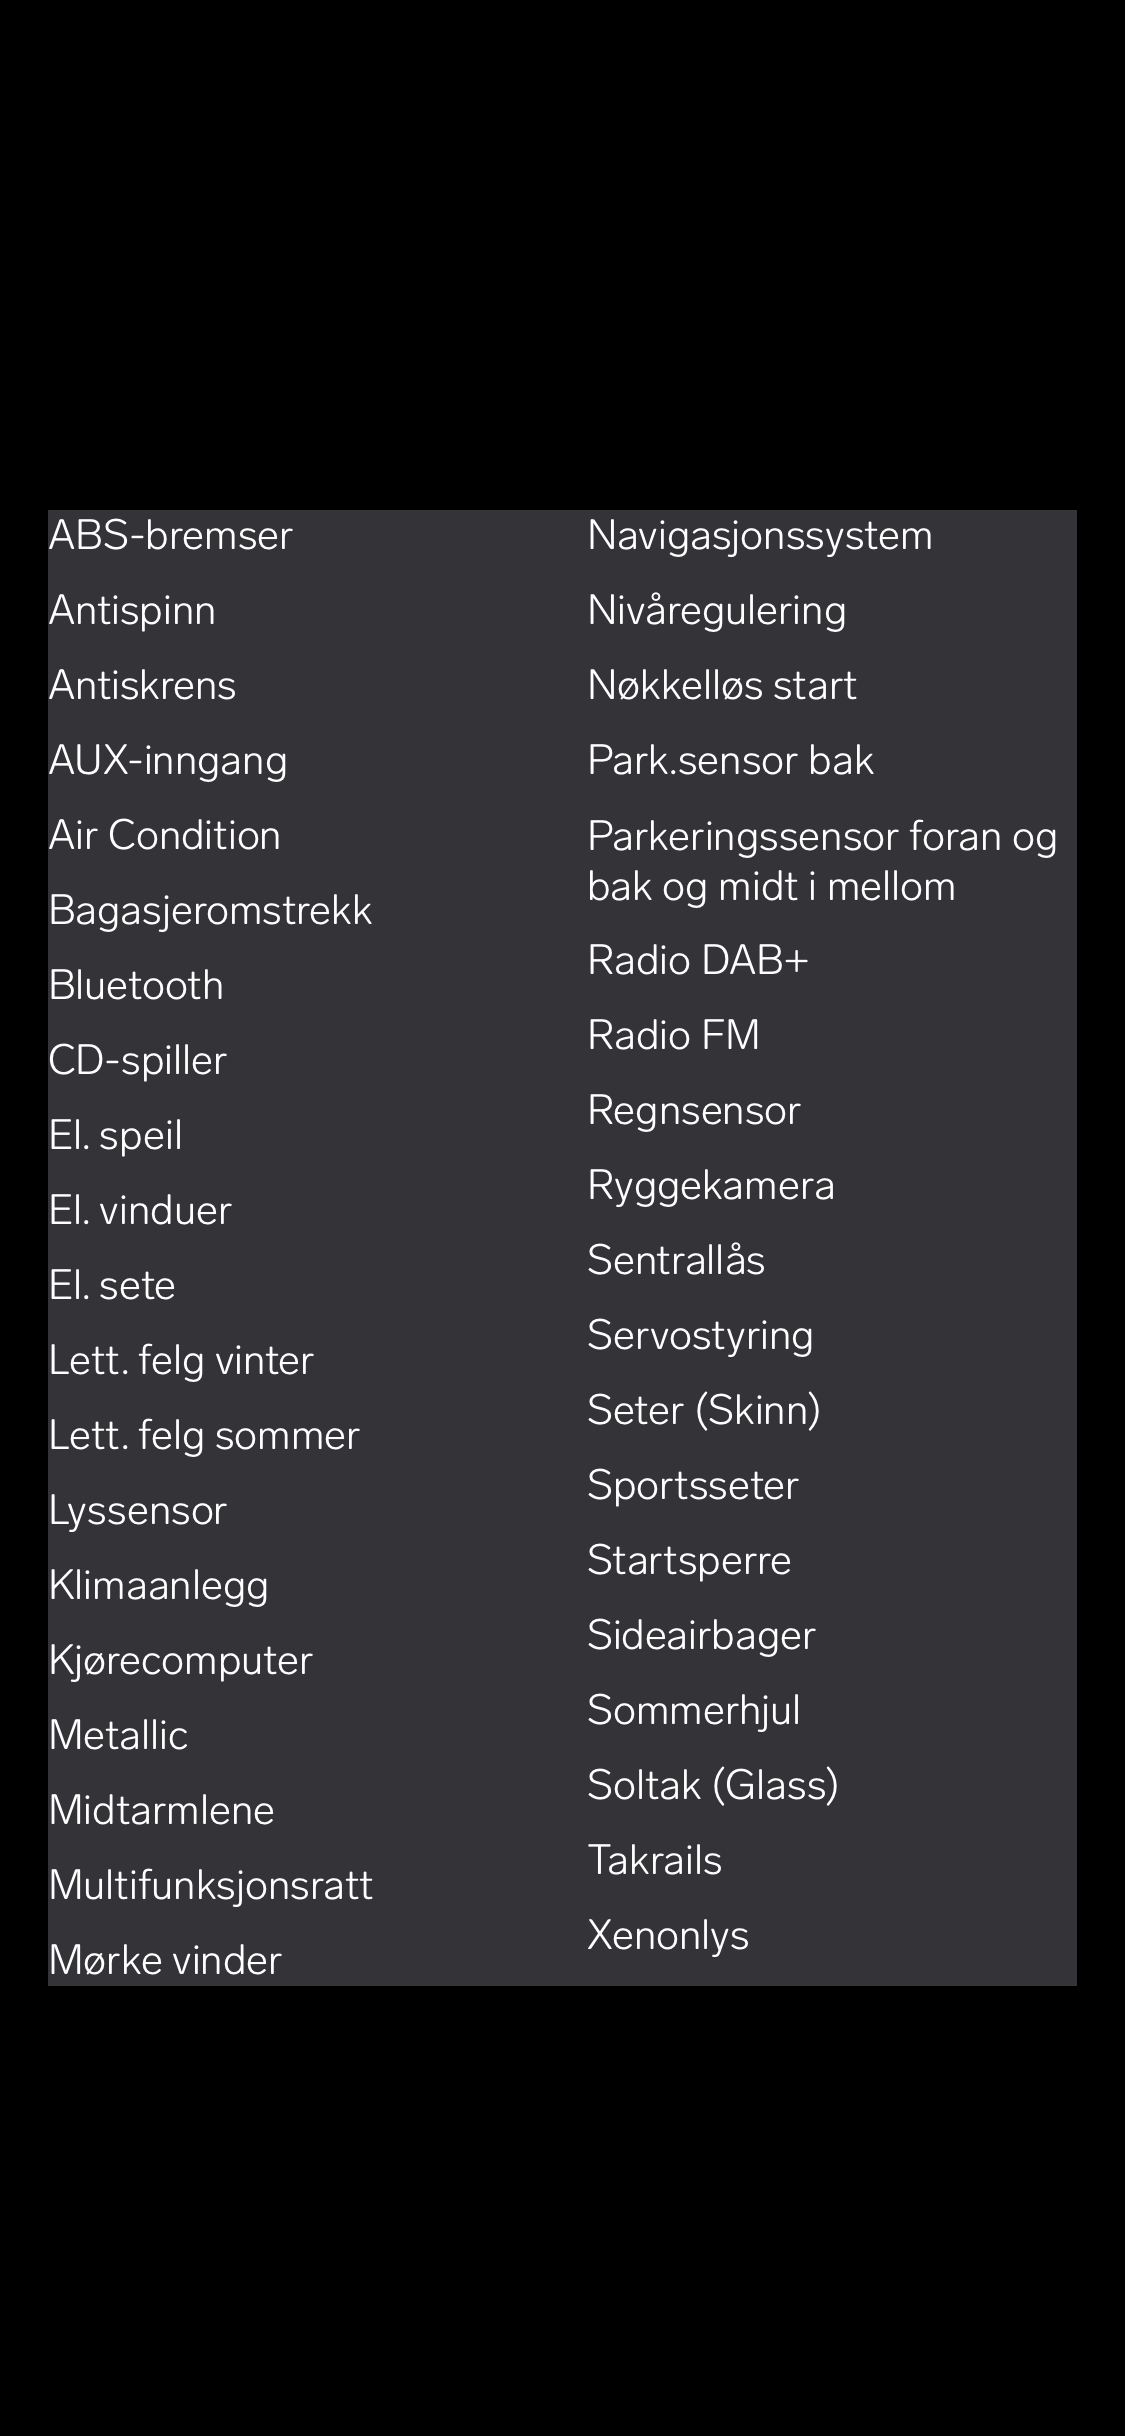 ABS-bremser
Antispinn
Antiskrens
AUX-inngang
Air Condition
Bagasjeromstrekk
Bluetooth
CD-spiller
El. speil
El. vinduer
El. sete
Lett. felg vinter
Lett. felg sommer
Lyssensor
Klimaanlegg
Kjørecomputer
Metallic
Midtarmlene
Multifunksjonsratt
Mørke vinder
Navigasjonssystem
Nivåregulering
Nøkkelløs start
Park.sensor bak
Parkeringssensor foran og
bak og midt i mellom
Radio DAB+
Radio FM
Regnsensor
Ryggekamera
Sentrallås
Servostyring
Seter (Skinn)
Sportsseter
Startsperre
Sideairbager
Sommerhjul
Soltak (Glass)
Takrails
Xenonlys